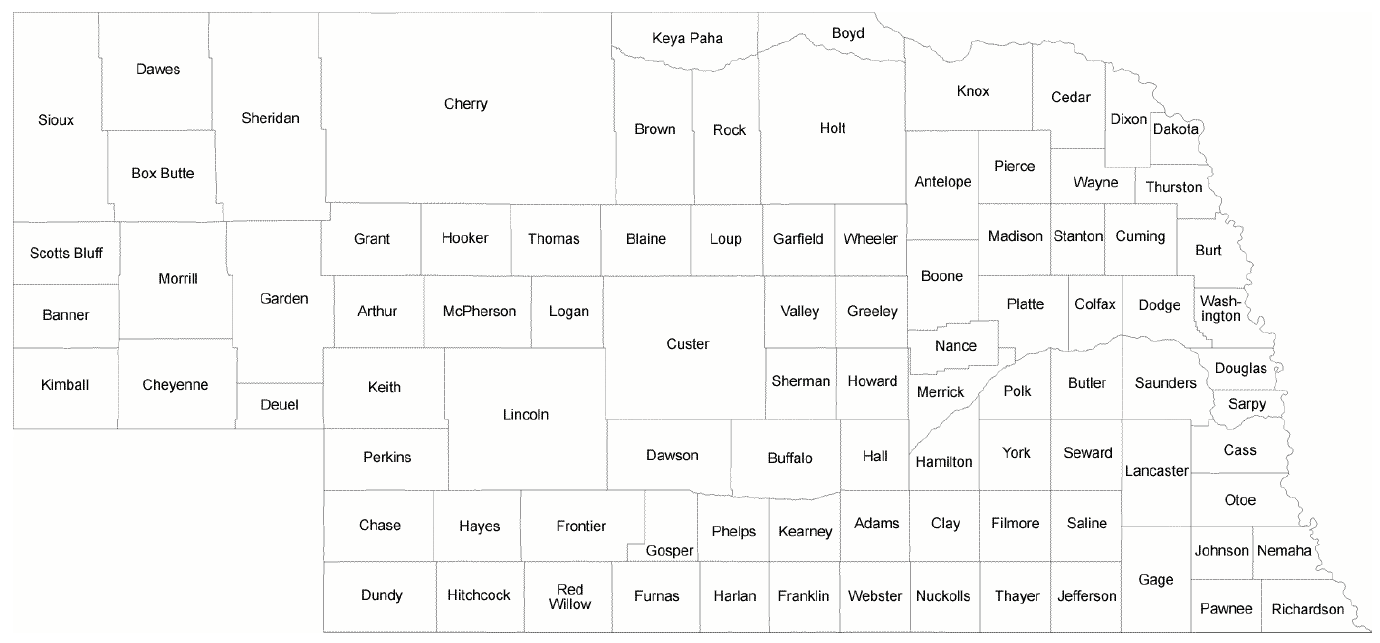 Keya Paha
Boyd
Dawes
Sioux
Sheridan
Cherry
Knox
Cedar
Dixon
Dakota
Brown
Rock
Holt
Box Butte
Antelope
Pierce
Wayne
Thurston
Scotts Bluff
Morrill
Grant
Hooker
Thomas
Blaine
Loup
Garfield
Wheeler
Madison
Stanton
Cuming
Burt
Boone
Garden
Banner
Arthur
McPherson
Logan
Custer
Valley
Greeley
Platte
Colfax
Dodge
Wash-
ington
Nance
Kimball
Cheyenne
Deuel
Keith
Lincoln
Sherman
Howard
Merrick
Polk
Butler
Saunders
Douglas
Sarpy
Perkins
Dawson
Buffalo
Hall
Hamilton
York
Seward
Lancaster
Cass
Otoe
Chase
Hayes
Frontier
Gosper
Phelps
Kearney
Adams
Clay
Filmore
Saline
Johnson
Nemaha
Gage
Dundy
Hitchcock
Red
Willow
Furnas
Harlan
Franklin
Webster
Nuckolls
Thayer
Jefferson
Pawnee
Richardson